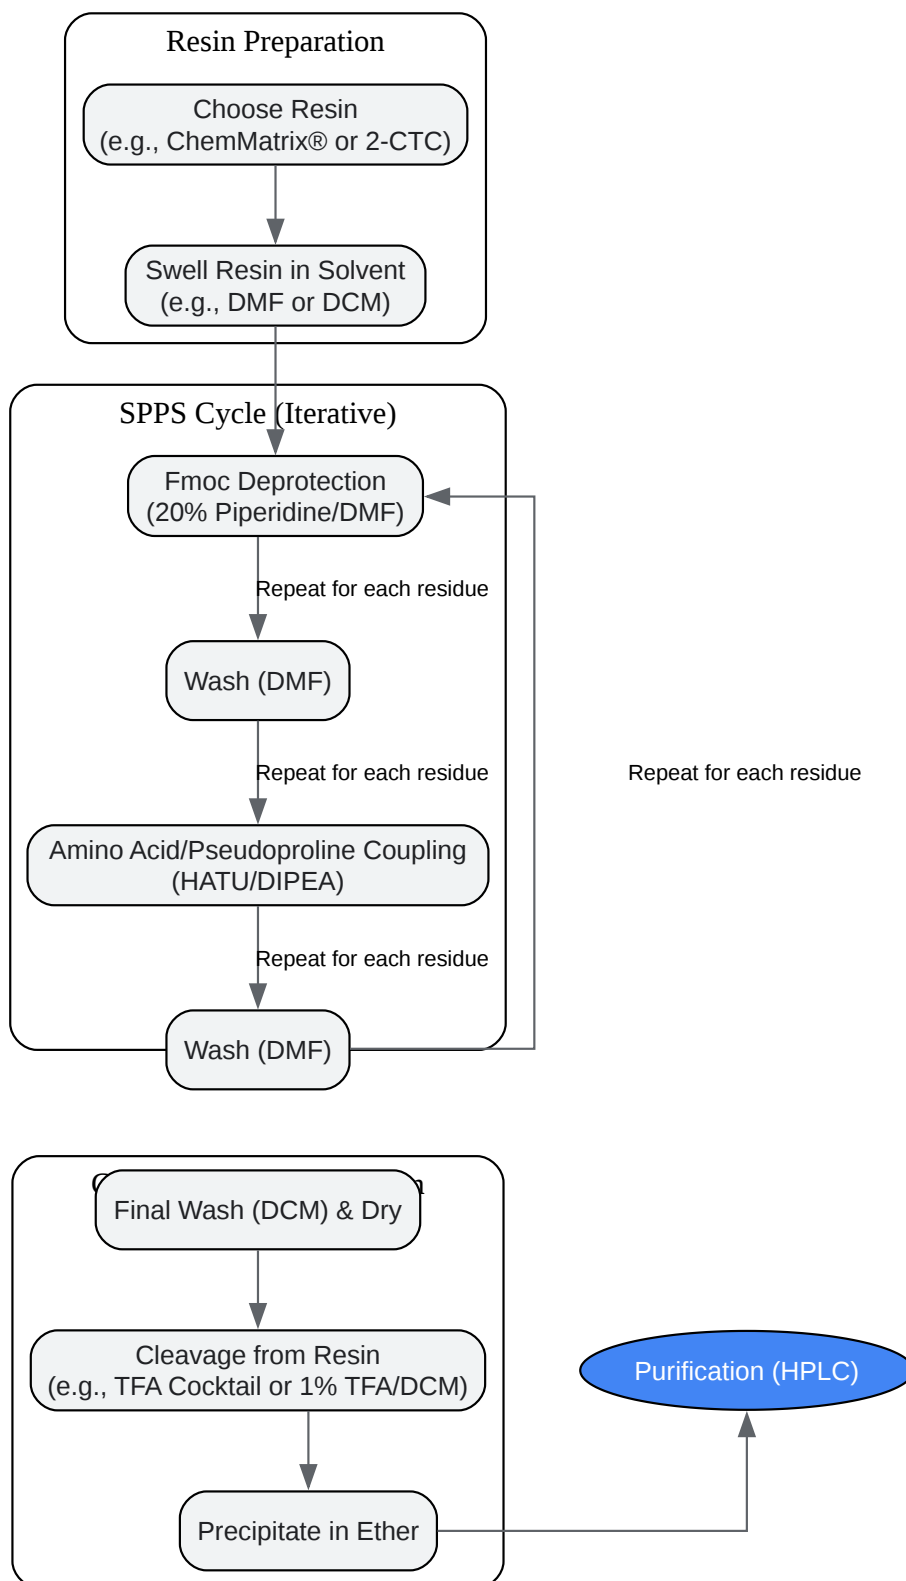 Resin Preparation
Choose Resin
(e.g., ChemMatrix® or 2-CTC)
Swell Resin in Solvent
(e.g., DMF or DCM)
SPPS Cycle (Iterative)
Fmoc Deprotection
(20% Piperidine/DMF)
Repeat for each residue
Wash (DMF)
Repeat for each residue
Repeat for each residue
Amino Acid/Pseudoproline Coupling
(HATU/DIPEA)
Repeat for each residue
Wash (DMF)
Final Wash (DCM) & Dry
Cleavage from Resin
(e.g., TFA Cocktail or 1% TFA/DCM)
Purification (HPLC)
Precipitate in Ether